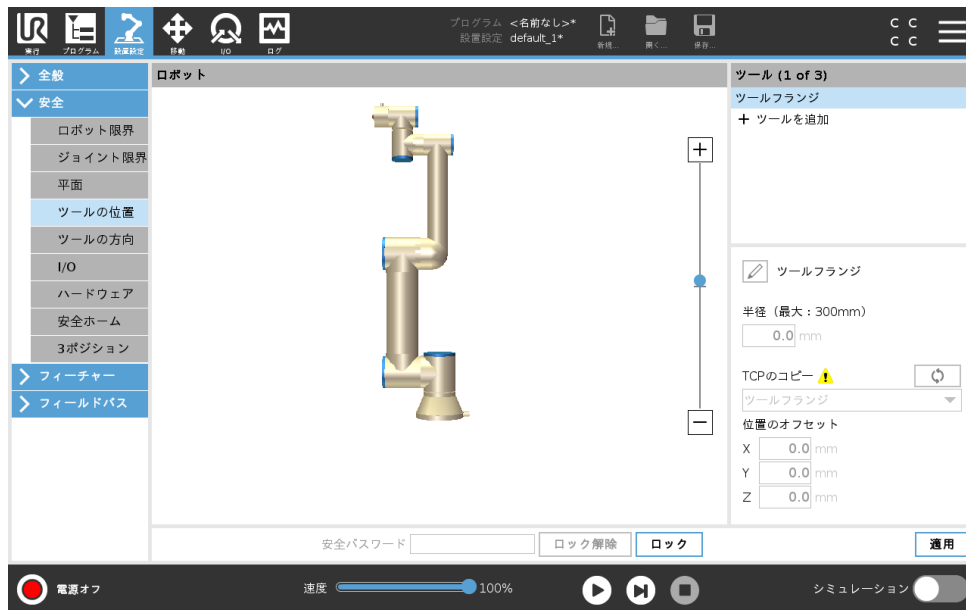 UR
プログラム <名前なし>*
設置設定 default_1*
実行 プログラム 設置設定 移動 I/O ログ
新規... 開く... 保存...
C C
C C
全般
安全
ロボット限界
ジョイント限界
平面
ツールの位置
ツールの方向
I/O
ハードウェア
安全ホーム
3ポジション
フィーチャー
フィールドバス
ロボット
ツール (1 of 3)
ツールフランジ
+ ツールを追加
ツールフランジ
半径（最大：300mm）
0.0 mm
TCPのコピー
ツールフランジ
位置のオフセット
X 0.0 mm
Y 0.0 mm
Z 0.0 mm
安全パスワード ロック解除 ロック 適用
電源オフ 速度 100% シミュレーション